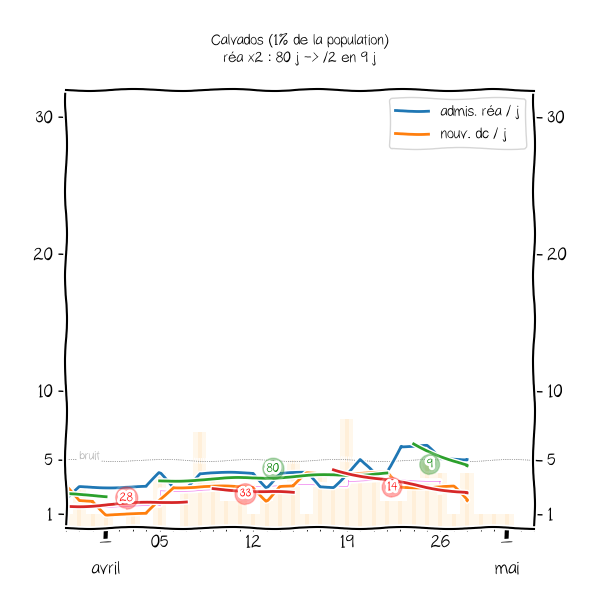 Calvados (1% de la population)
réa x2 : 80 j -> /2 en 9 j
admis. réa / j
nouv. dc / j
30
30
20
20
10
10
5
bruit
5
1
1
28
33
80
14
9
05
12
19
26
avril
mai